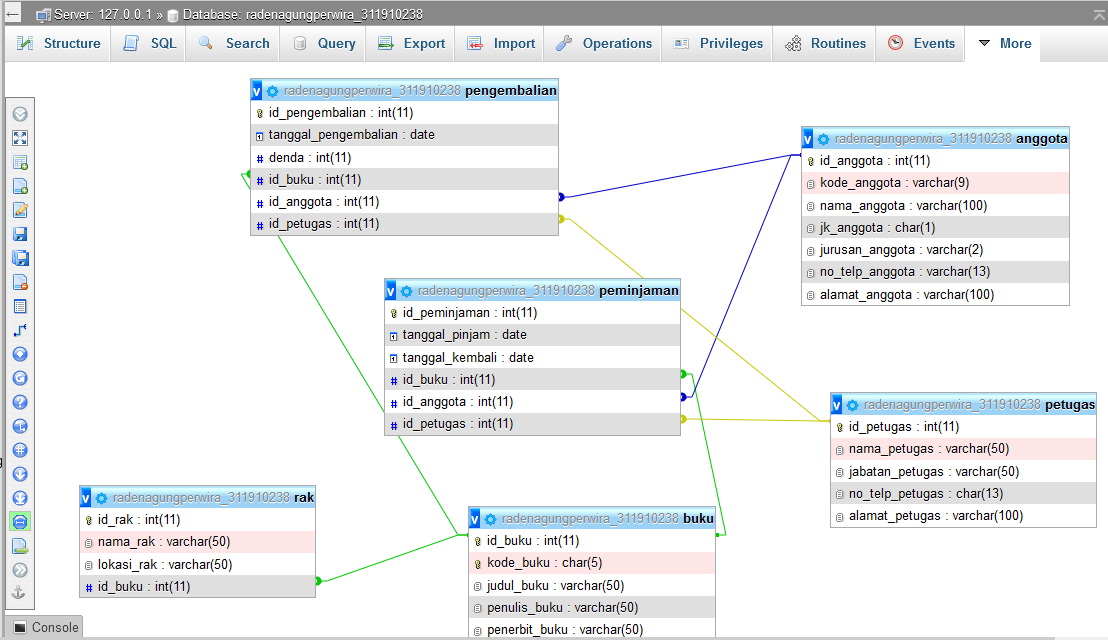 Server: 127.0.0.1 » Database: radenagungperwira_311910238
Structure SQL Search Query Export Import Operations Privileges Routines Events More
radenagungperwira_311910238 pengembalian
id_pengembalian : int(11)
tanggal_pengembalian : date
denda : int(11)
id_buku : int(11)
id_anggota : int(11)
id_petugas : int(11)
radenagungperwira_311910238 anggota
id_anggota : int(11)
kode_anggota : varchar(9)
nama_anggota : varchar(100)
jk_anggota : char(1)
jurusan_anggota : varchar(2)
no_telp_anggota : varchar(13)
alamat_anggota : varchar(100)
radenagungperwira_311910238 peminjaman
id_peminjaman : int(11)
tanggal_pinjam : date
tanggal_kembali : date
id_buku : int(11)
id_anggota : int(11)
id_petugas : int(11)
radenagungperwira_311910238 petugas
id_petugas : int(11)
nama_petugas : varchar(50)
jabatan_petugas : varchar(50)
no_telp_petugas : char(13)
alamat_petugas : varchar(100)
radenagungperwira_311910238 rak
id_rak : int(11)
nama_rak : varchar(50)
lokasi_rak : varchar(50)
id_buku : int(11)
radenagungperwira_311910238 buku
id_buku : int(11)
kode_buku : char(5)
judul_buku : varchar(50)
penulis_buku : varchar(50)
penerbit_buku : varchar(50)
Console